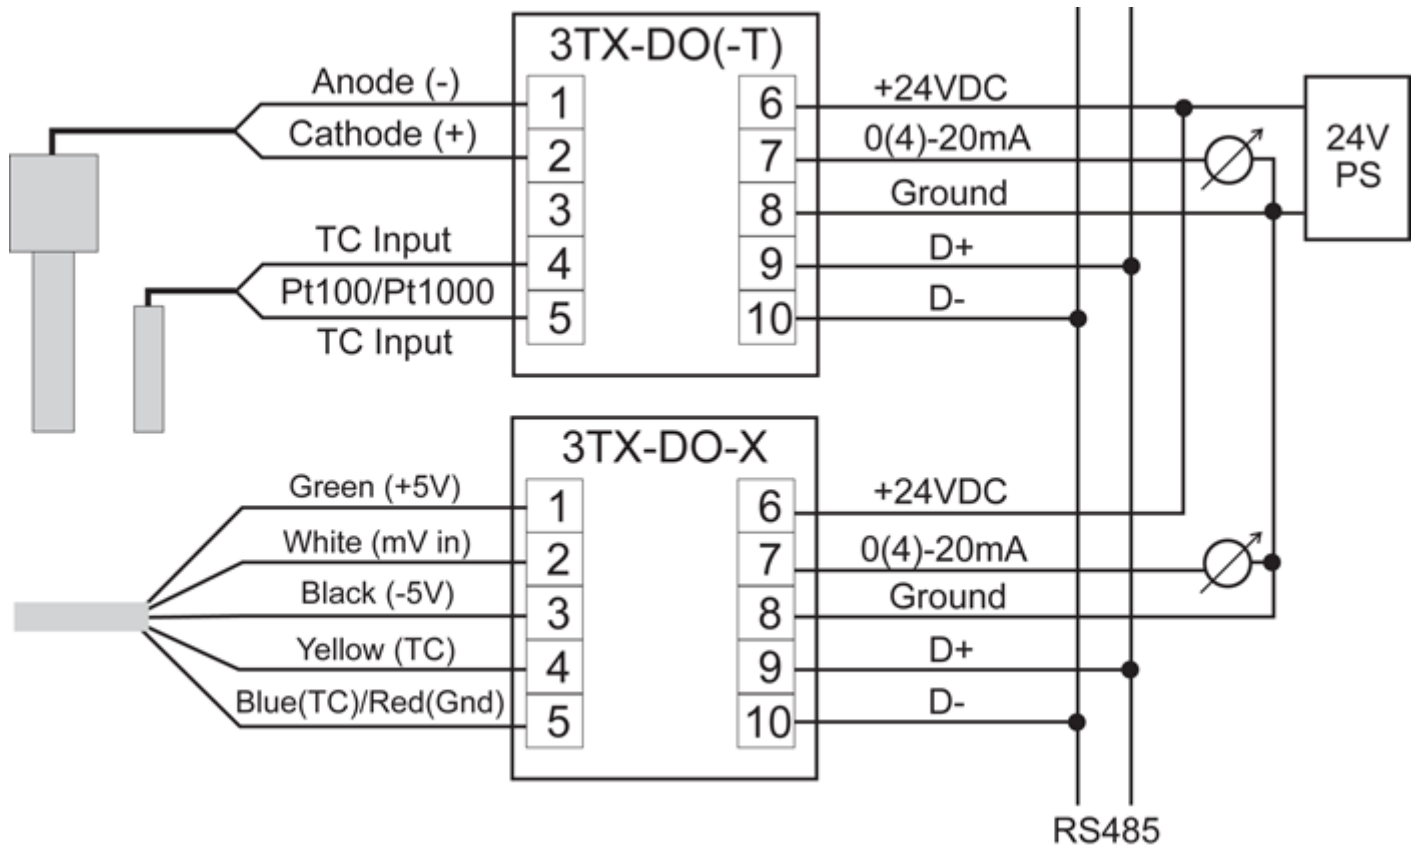 3TX-DO(-T)
Anode (-)
Cathode (+)
TC Input
Pt100/Pt1000
TC Input
1
2
3
4
5
6
7
8
9
10
+24VDC
0(4)-20mA
Ground
D+
D-
24V
PS
3TX-DO-X
Green (+5V)
White (mV in)
Black (-5V)
Yellow (TC)
Blue(TC)/Red(Gnd)
1
2
3
4
5
6
7
8
9
10
+24VDC
0(4)-20mA
Ground
D+
D-
RS485